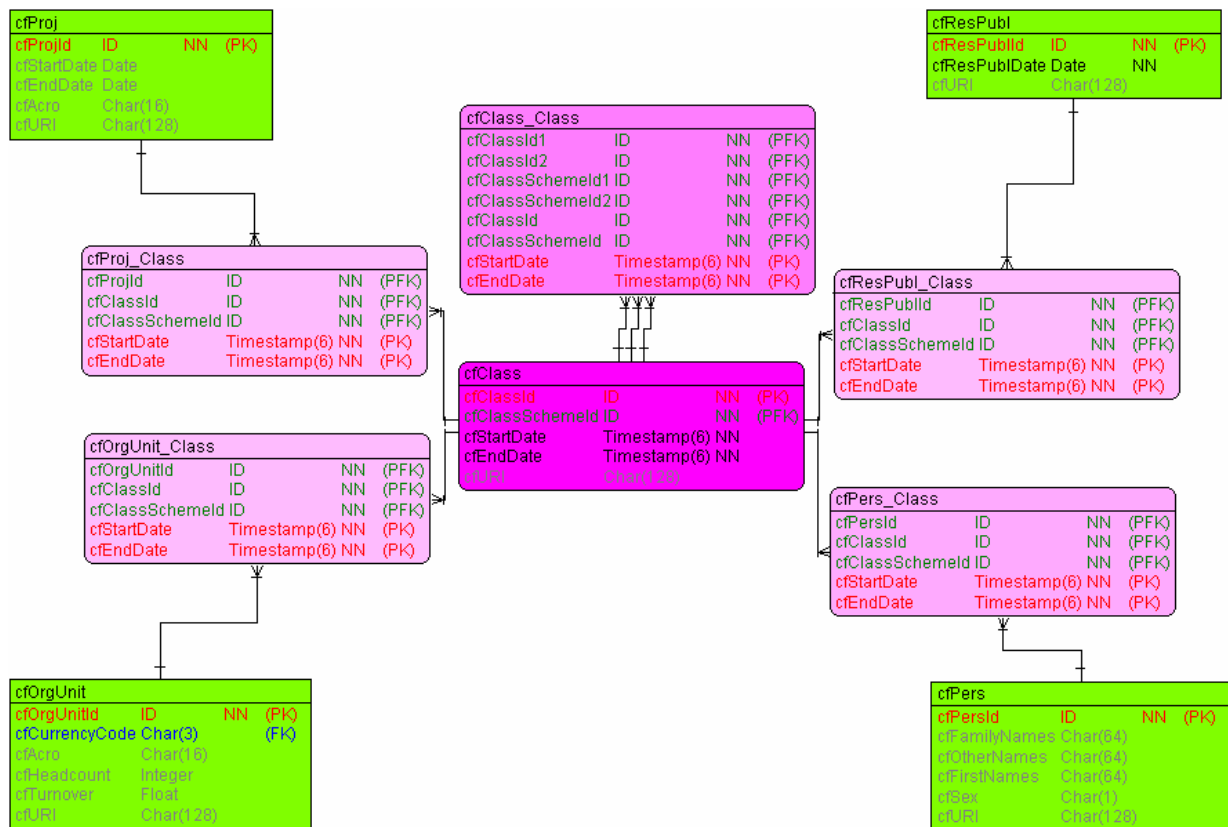 cfProj
cfProjId ID NN (PK)
cfStartDate Date
cfEndDate Date
cfAcro Char(16)
cfURI Char(128)
cfResPubl
cfResPublId ID NN (PK)
cfResPublDate Date NN
cfURI Char(128)
cfClass_Class
cfClassId1 ID NN (PFK)
cfClassId2 ID NN (PFK)
cfClassSchemeId1 ID NN (PFK)
cfClassSchemeId2 ID NN (PFK)
cfClassId ID NN (PFK)
cfClassSchemeId ID NN (PFK)
cfStartDate Timestamp(6) NN (PK)
cfEndDate Timestamp(6) NN (PK)
cfProj_Class
cfProjId ID NN (PFK)
cfClassId ID NN (PFK)
cfClassSchemeId ID NN (PFK)
cfStartDate Timestamp(6) NN (PK)
cfEndDate Timestamp(6) NN (PK)
cfResPubl_Class
cfResPublId ID NN (PFK)
cfClassId ID NN (PFK)
cfClassSchemeId ID NN (PFK)
cfStartDate Timestamp(6) NN (PK)
cfEndDate Timestamp(6) NN (PK)
cfClass
cfClassId ID NN (PK)
cfClassSchemeId ID NN (PFK)
cfStartDate Timestamp(6) NN
cfEndDate Timestamp(6) NN
cfURI Char(128)
cfOrgUnit_Class
cfOrgUnitId ID NN (PFK)
cfClassId ID NN (PFK)
cfClassSchemeId ID NN (PFK)
cfStartDate Timestamp(6) NN (PK)
cfEndDate Timestamp(6) NN (PK)
cfPers_Class
cfPersId ID NN (PFK)
cfClassId ID NN (PFK)
cfClassSchemeId ID NN (PFK)
cfStartDate Timestamp(6) NN (PK)
cfEndDate Timestamp(6) NN (PK)
cfOrgUnit
cfOrgUnitId ID NN (PK)
cfCurrencyCode Char(3) (FK)
cfAcro Char(16)
cfHeadcount Integer
cfTurnover Float
cfURI Char(128)
cfPers
cfPersId ID NN (PK)
cfFamilyNames Char(64)
cfOtherNames Char(64)
cfFirstNames Char(64)
cfSex Char(1)
cfURI Char(128)